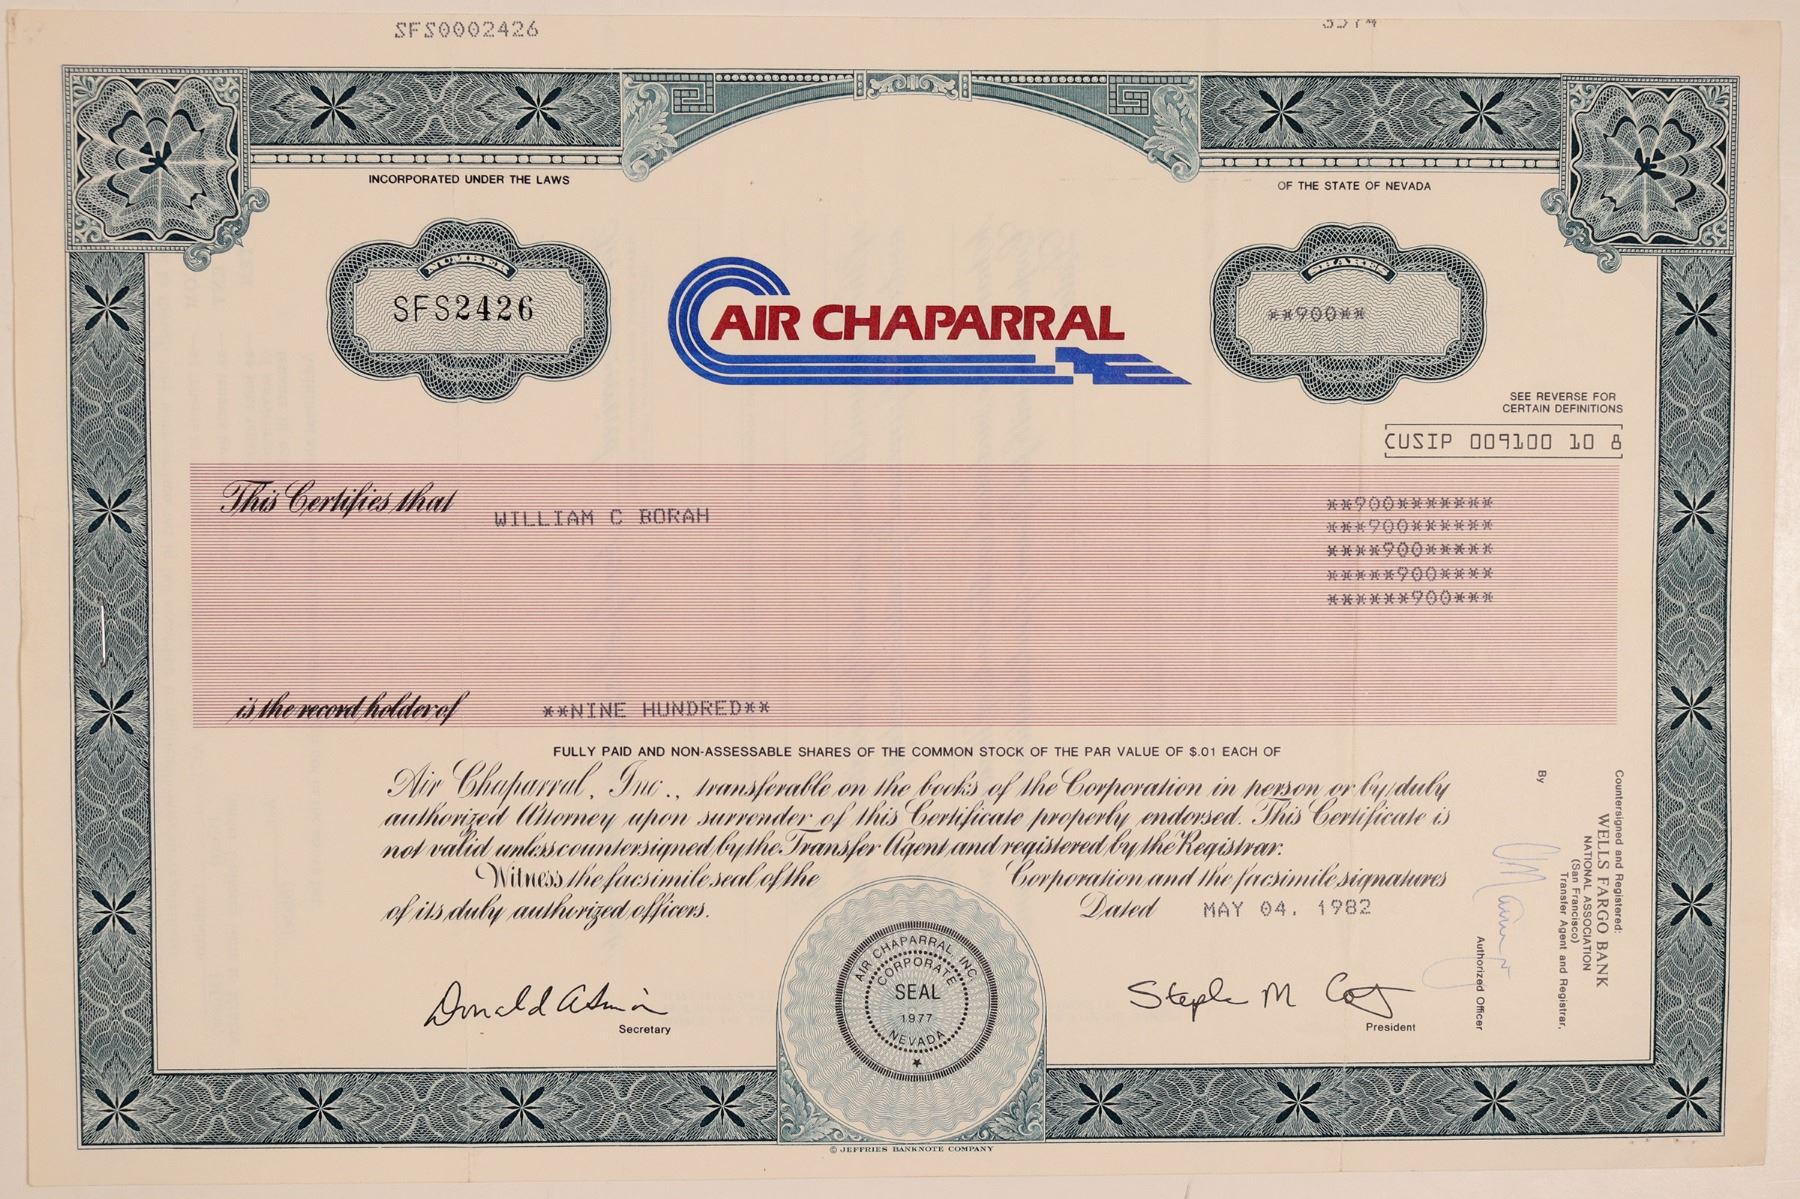 SFS0002426
INCORPORATED UNDER THE LAWS
OF THE STATE OF NEVADA
NUMBER
SFS2426
AIR CHAPARRAL
SHARES
**900**
SEE REVERSE FOR
CERTAIN DEFINITIONS
CUSIP 009100 10 8
This Certifies that
WILLIAM C BORAH
**900*******
***900******
****900*****
*****900****
******900***
is the record holder of
**NINE HUNDRED**
FULLY PAID AND NON-ASSESSABLE SHARES OF THE COMMON STOCK OF THE PAR VALUE OF $.01 EACH OF
Air Chaparral, Inc., transferable on the books of the Corporation in person or by duly
authorized Attorney upon surrender of this Certificate properly endorsed. This Certificate is
not valid unless countersigned by the Transfer Agent and registered by the Registrar.
Witness the facsimile seal of the Corporation and the facsimile signatures
of its duly authorized officers.
Dated MAY 04, 1982
Donald
Secretary
AIR CHAPARRAL, INC.
CORPORATE
SEAL
1977
NEVADA
Stephen M
President
Countersigned and Registered:
WELLS FARGO BANK
NATIONAL ASSOCIATION
(San Francisco)
Transfer Agent and Registrar,
By
Authorized Officer
© JEFFRIES BANKNOTE COMPANY